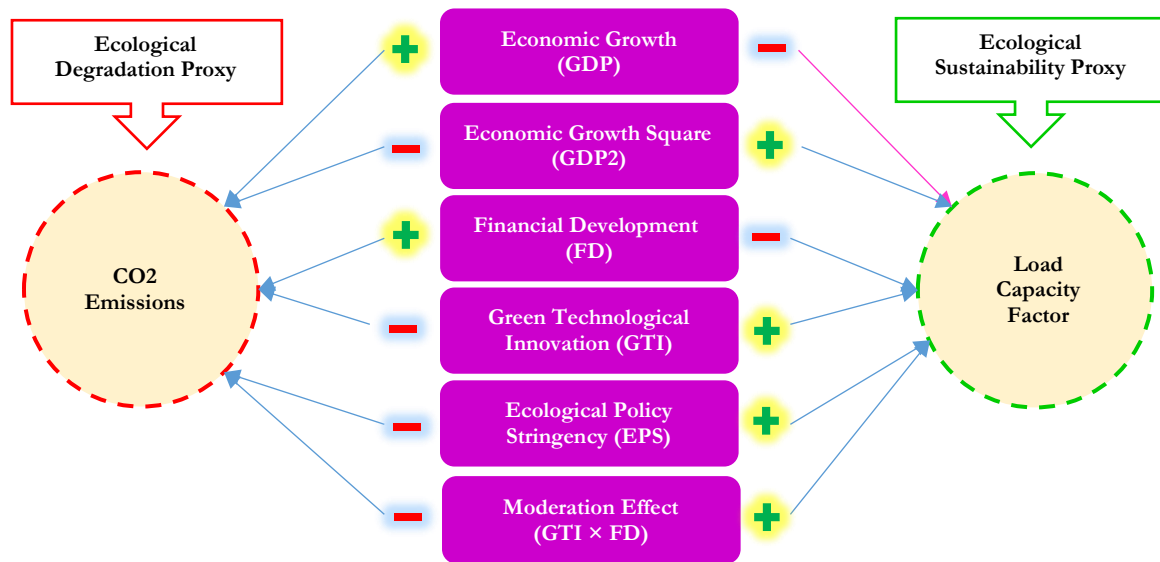 Ecological
Degradation Proxy
Economic Growth
(GDP)
Ecological
Sustainability Proxy
Economic Growth Square
(GDP2)
Financial Development
(FD)
CO2
Emissions
Load
Capacity
Factor
Green Technological
Innovation (GTI)
Ecological Policy
Stringency (EPS)
Moderation Effect
(GTI × FD)